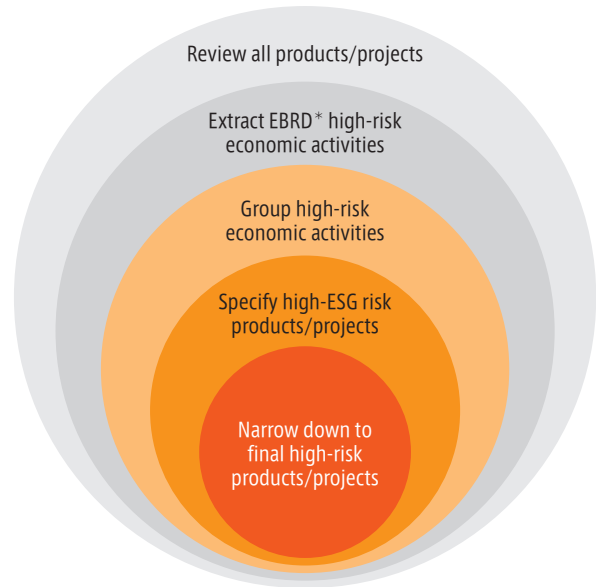 Review all products/projects
Extract EBRD* high-risk
economic activities
Group high-risk
economic activities
Specify high-ESG risk
products/projects
Narrow down to
final high-risk
products/projects